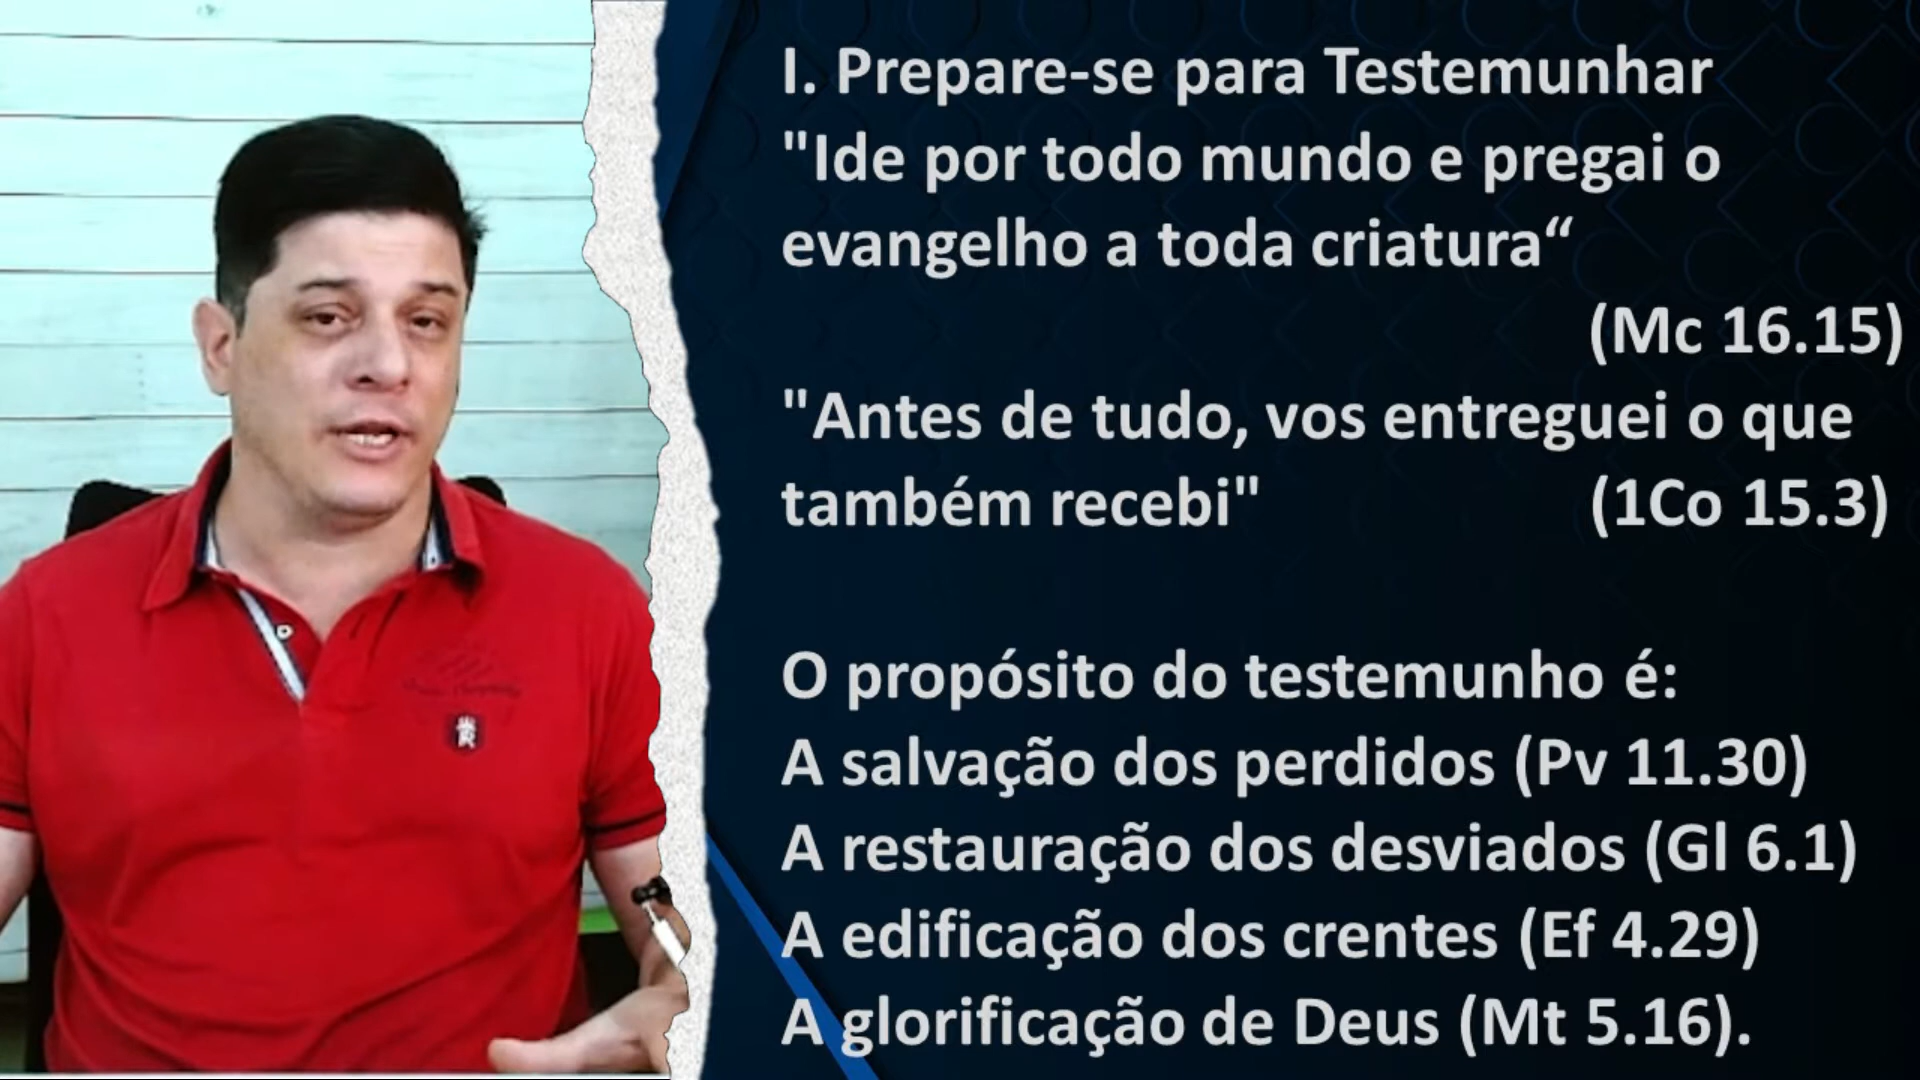 I. Prepare-se para Testemunhar
"Ide por todo mundo e pregai o
evangelho a toda criatura“
(Mc 16.15)
"Antes de tudo, vos entreguei o que
também recebi" (1Co 15.3)
O propósito do testemunho é:
A salvação dos perdidos (Pv 11.30)
A restauração dos desviados (Gl 6.1)
A edificação dos crentes (Ef 4.29)
A glorificação de Deus (Mt 5.16).